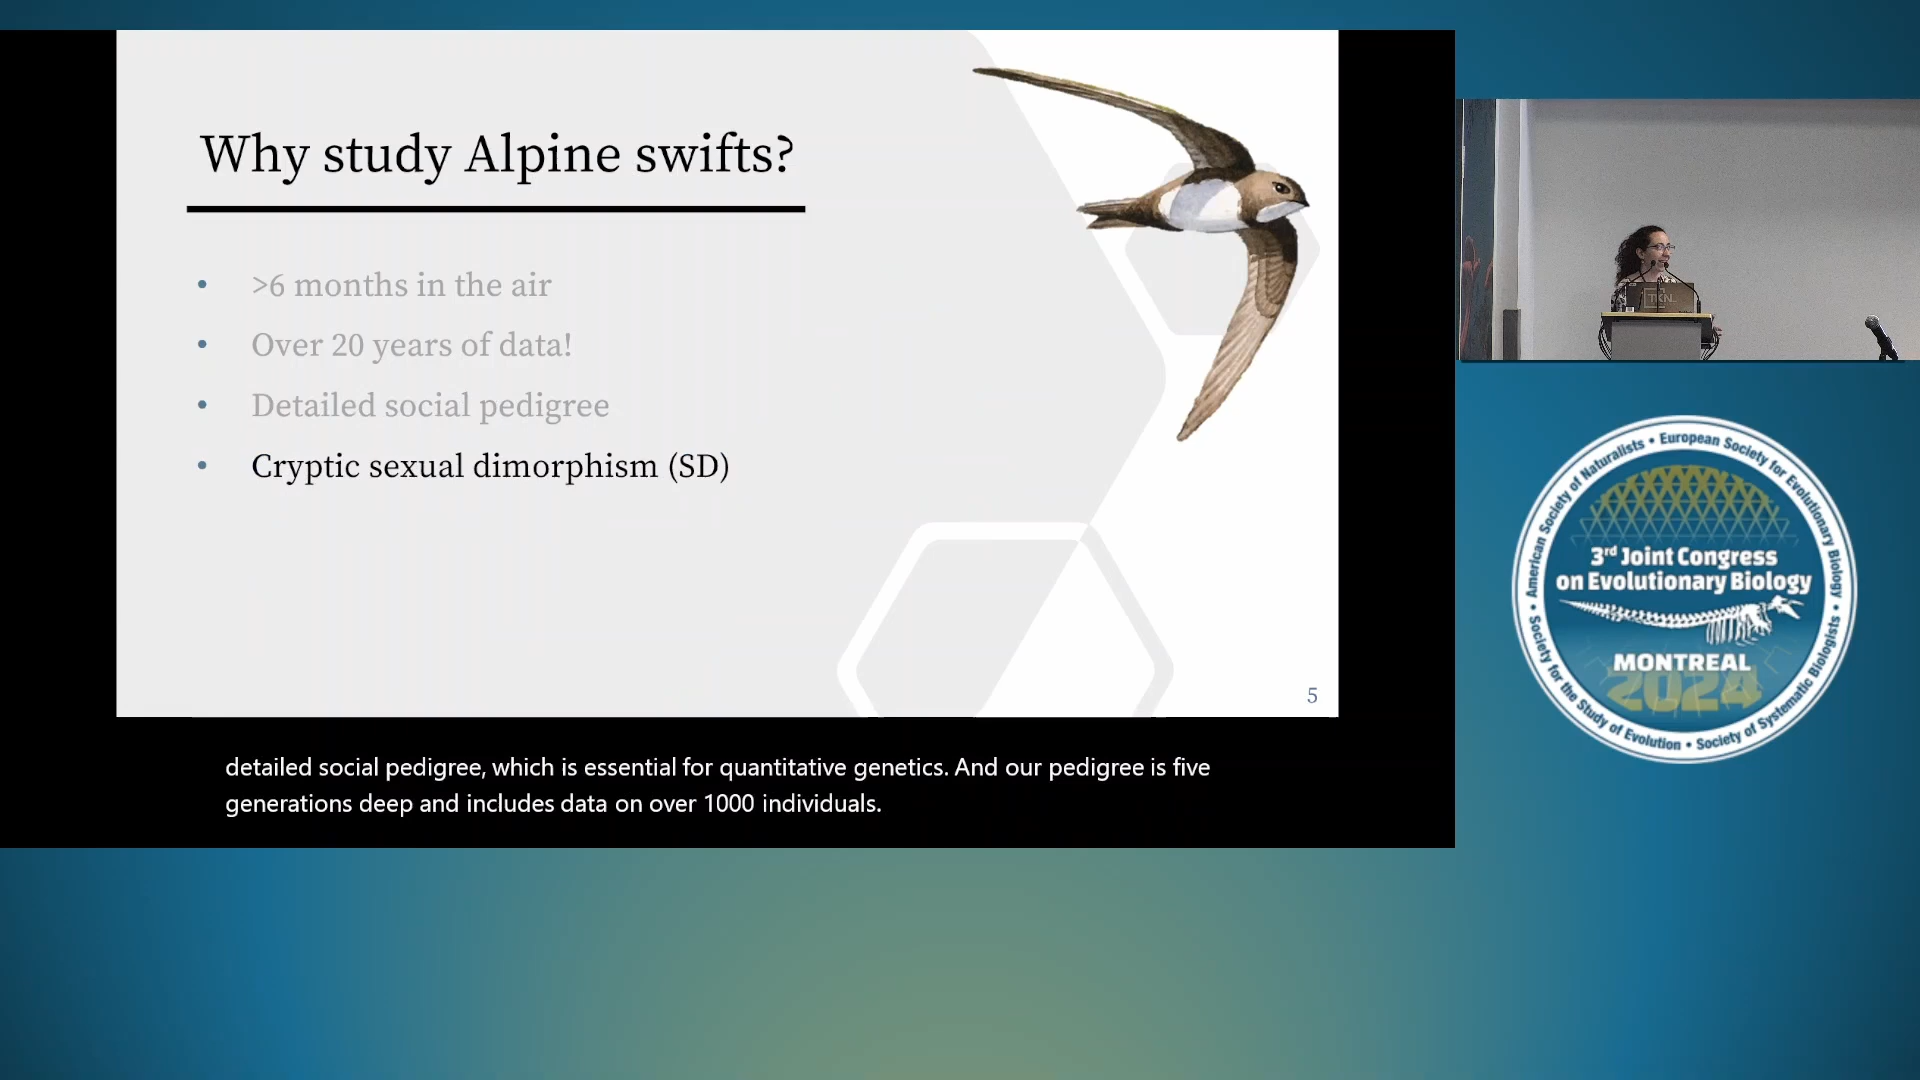 Why study Alpine swifts?
• >6 months in the air
• Over 20 years of data!
• Detailed social pedigree
• Cryptic sexual dimorphism (SD)
5
detailed social pedigree, which is essential for quantitative genetics. And our pedigree is five
generations deep and includes data on over 1000 individuals.
American Society of Naturalists • European Society for Evolutionary Biology •
3rd Joint Congress
on Evolutionary Biology
MONTREAL
2024
Society for the Study of Evolution • Society of Systematic Biologists •